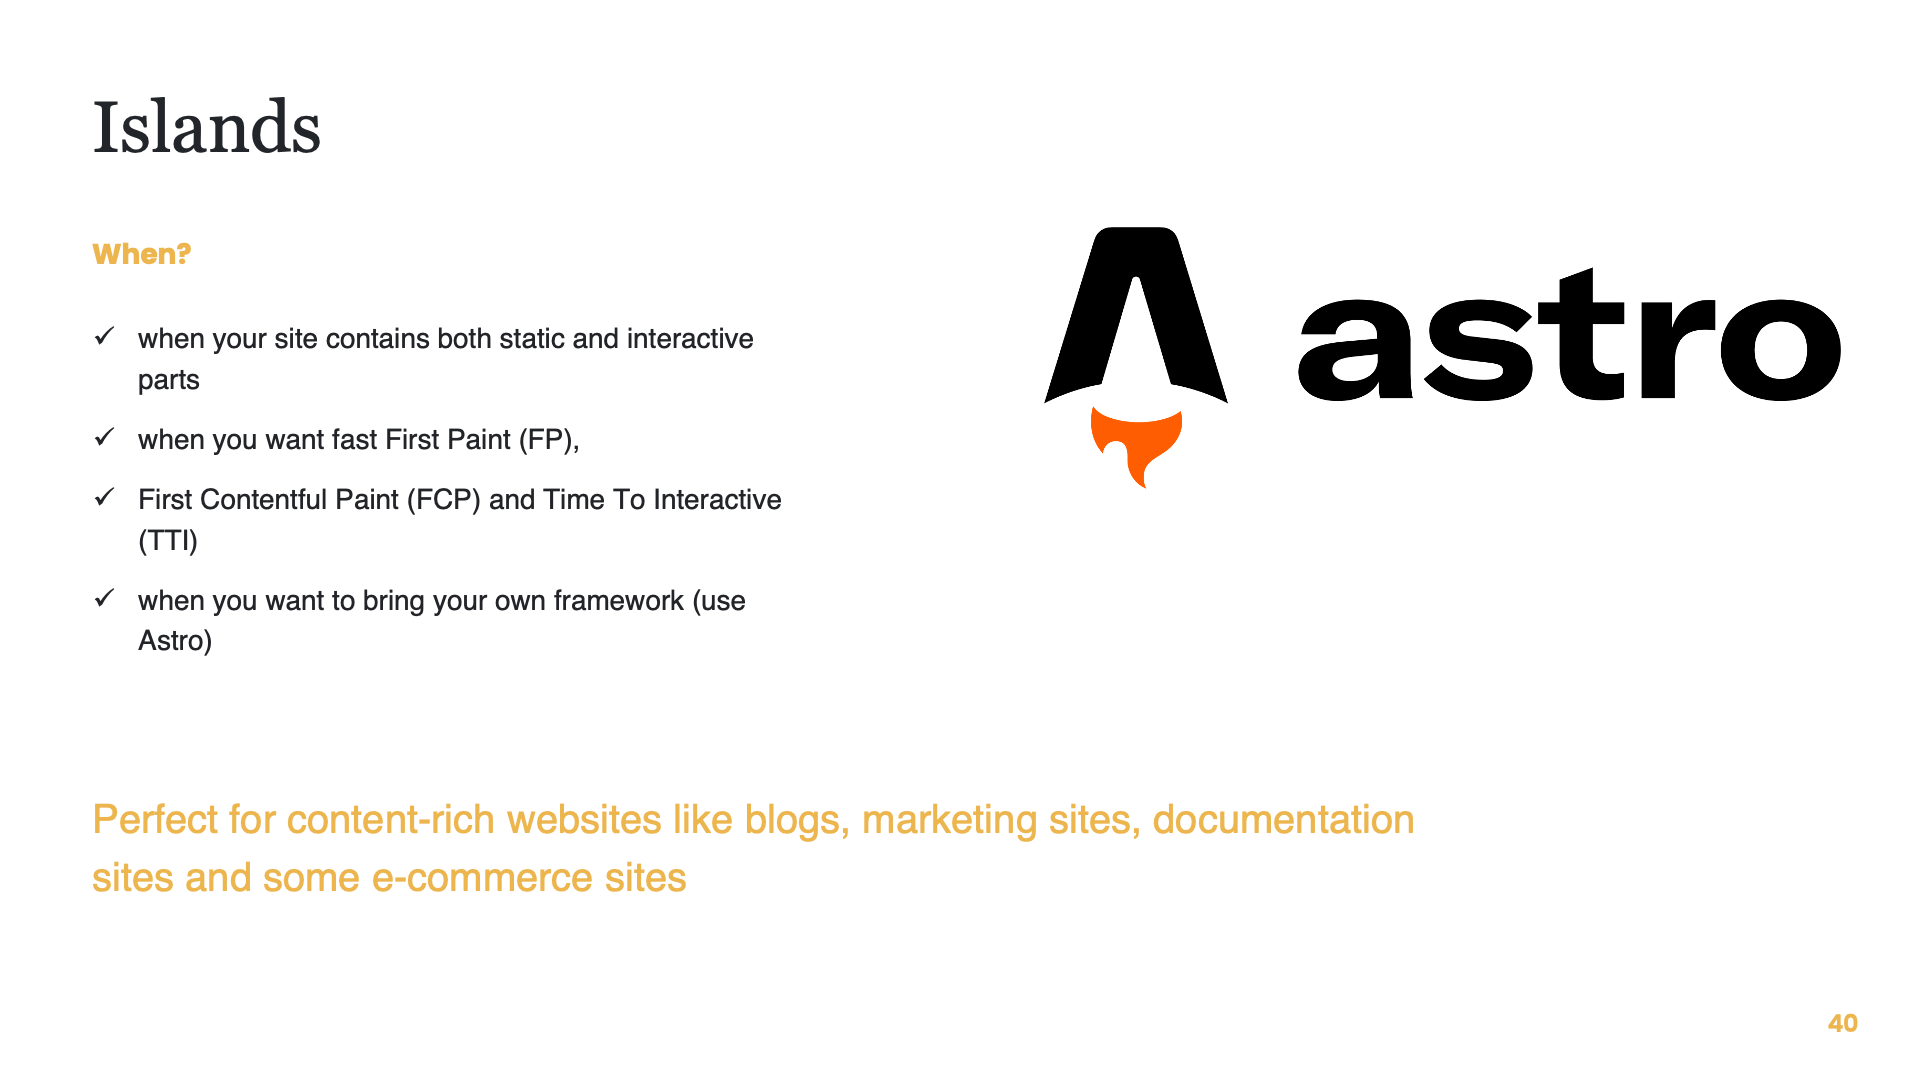 Islands
When?
✓ when your site contains both static and interactive
parts
✓ when you want fast First Paint (FP),
✓ First Contentful Paint (FCP) and Time To Interactive
(TTI)
✓ when you want to bring your own framework (use
Astro)
astro
Perfect for content-rich websites like blogs, marketing sites, documentation
sites and some e-commerce sites
40